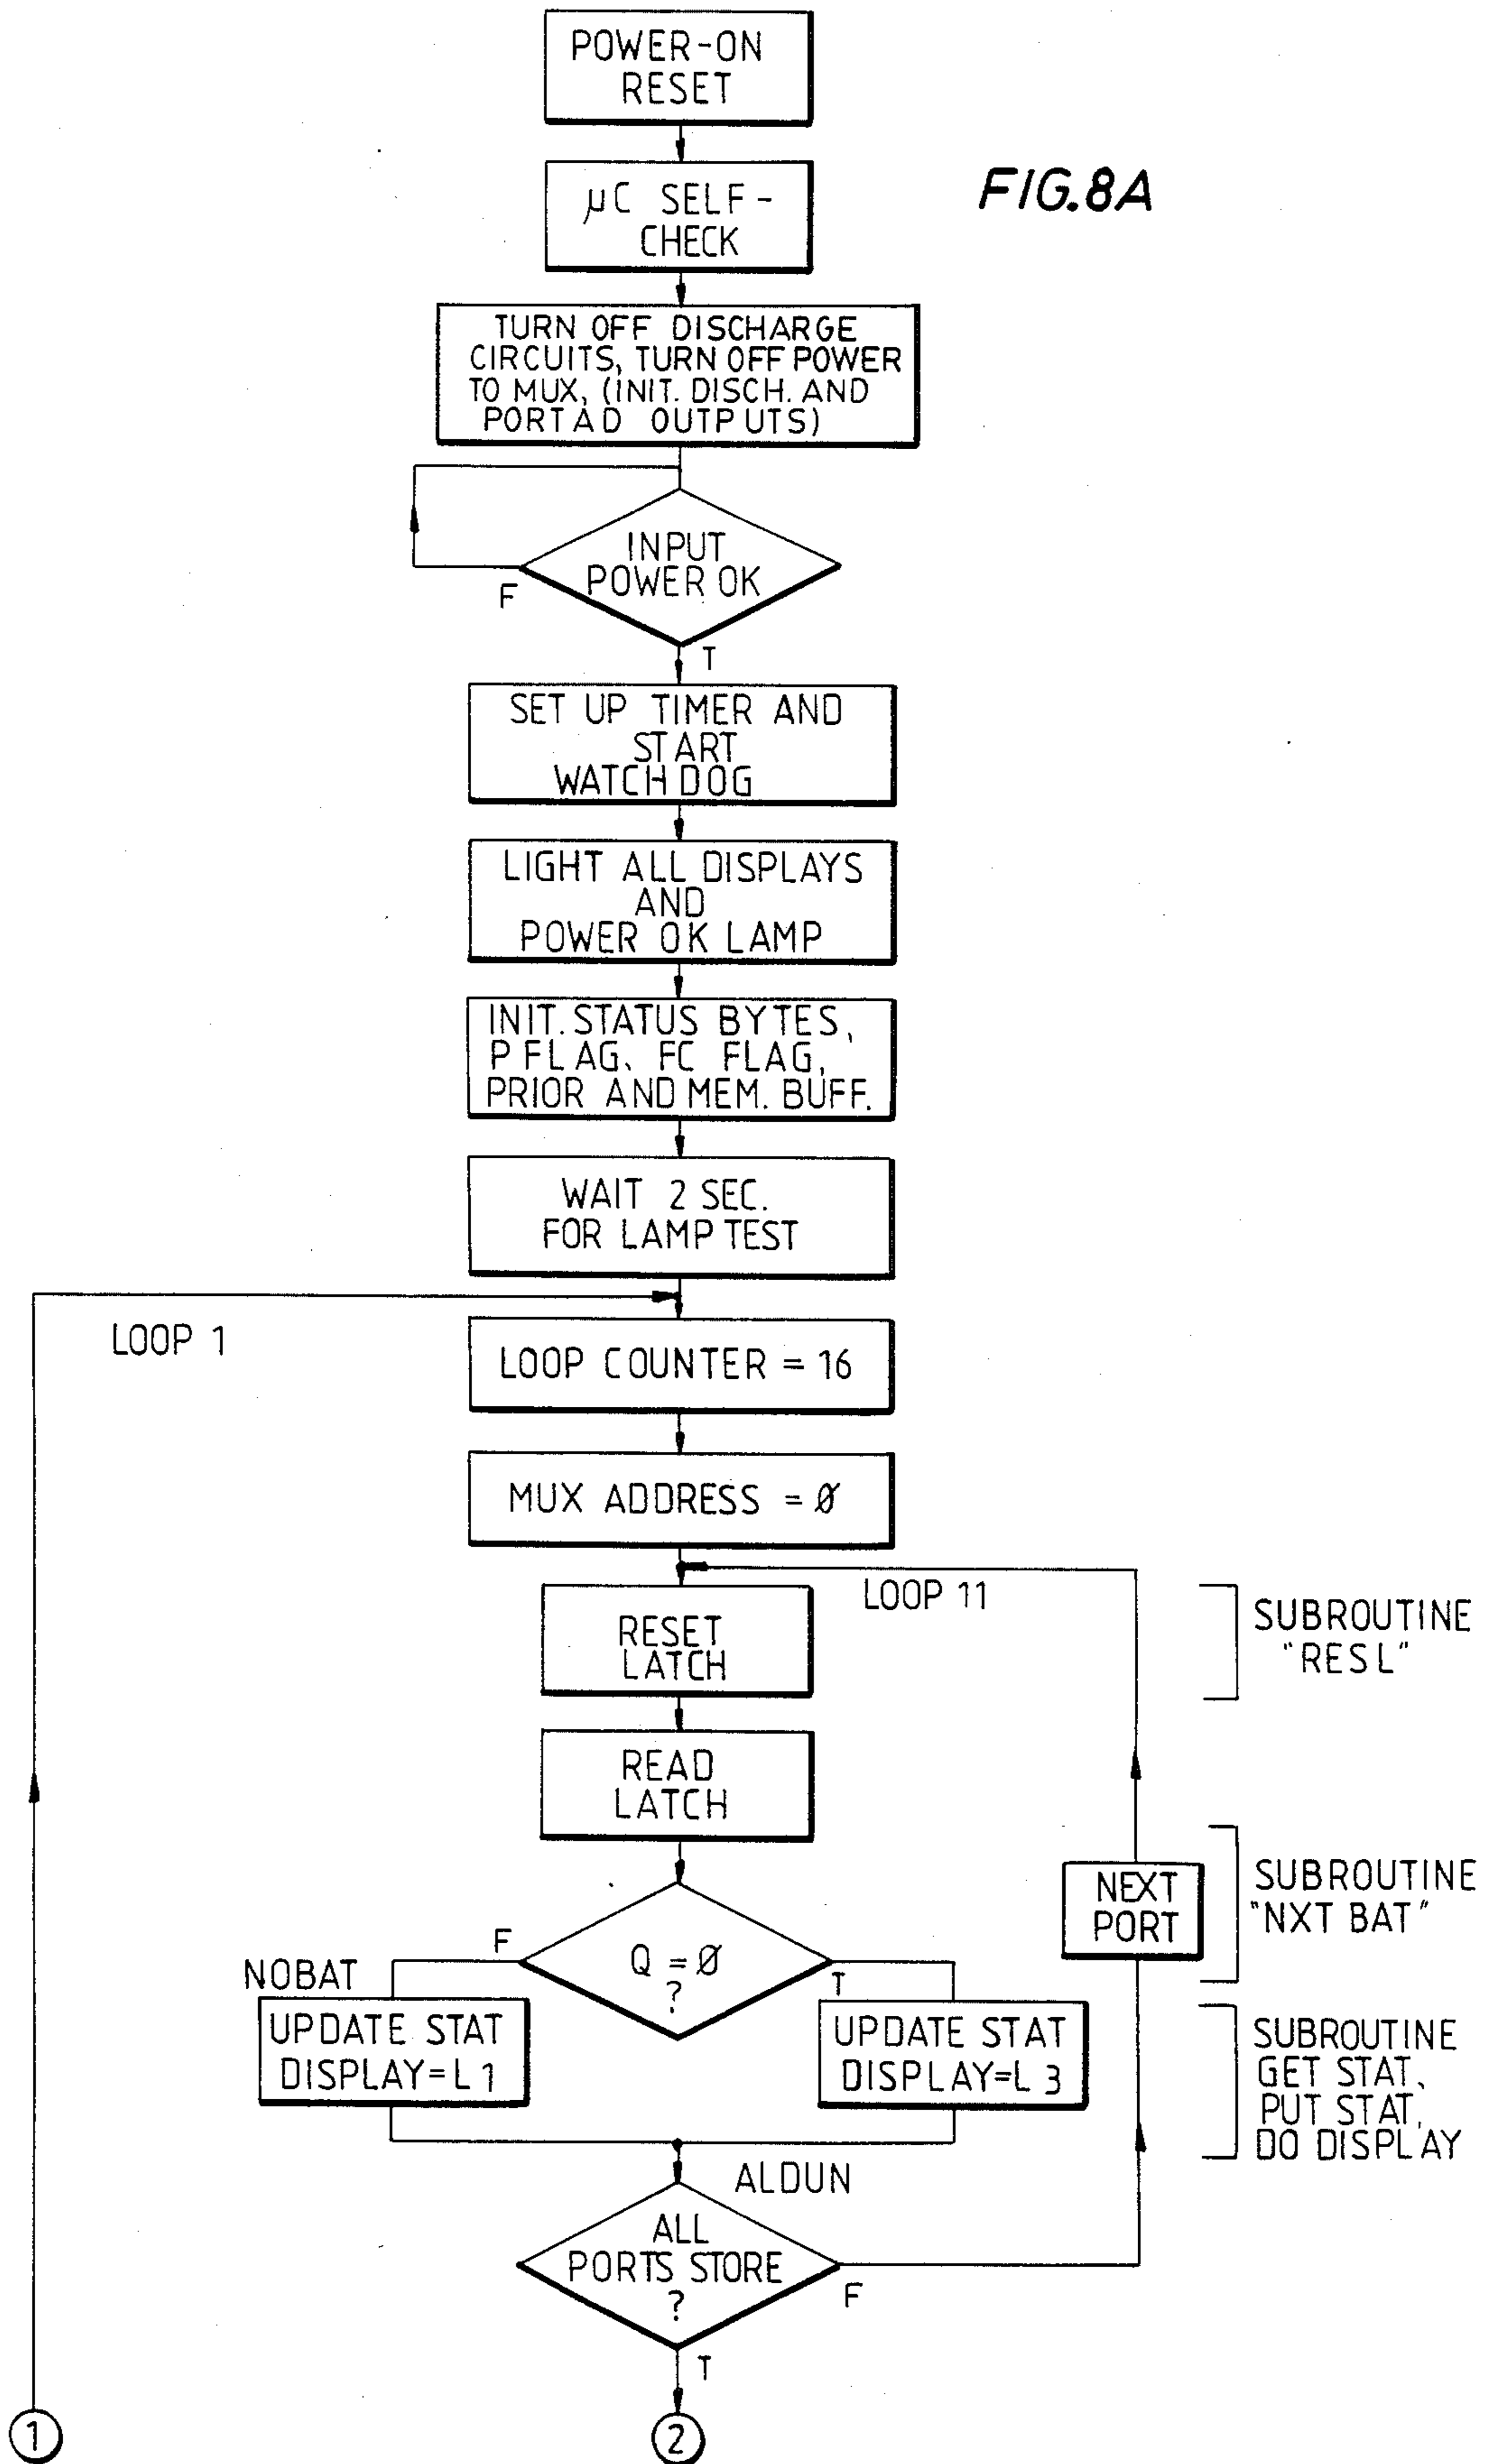 POWER-ON
RESET
FIG.8A
µC SELF-
CHECK
TURN OFF DISCHARGE
CIRCUITS, TURN OFF POWER
TO MUX, (INIT. DISCH. AND
PORT AD OUTPUTS)
INPUT
POWER OK
F
T
SET UP TIMER AND
START
WATCH DOG
LIGHT ALL DISPLAYS
AND
POWER OK LAMP
INIT. STATUS BYTES,
P FLAG, FC FLAG,
PRIOR AND MEM. BUFF.
WAIT 2 SEC.
FOR LAMP TEST
LOOP 1
LOOP COUNTER = 16
MUX ADDRESS = Ø
LOOP 11
RESET
LATCH
SUBROUTINE
"RESL"
READ
LATCH
NEXT
PORT
SUBROUTINE
"NXT BAT"
Q = Ø
?
F
T
NOBAT
UPDATE STAT
DISPLAY=L1
UPDATE STAT
DISPLAY=L3
SUBROUTINE
GET STAT,
PUT STAT,
DO DISPLAY
ALDUN
ALL
PORTS STORE
?
F
T
1
2